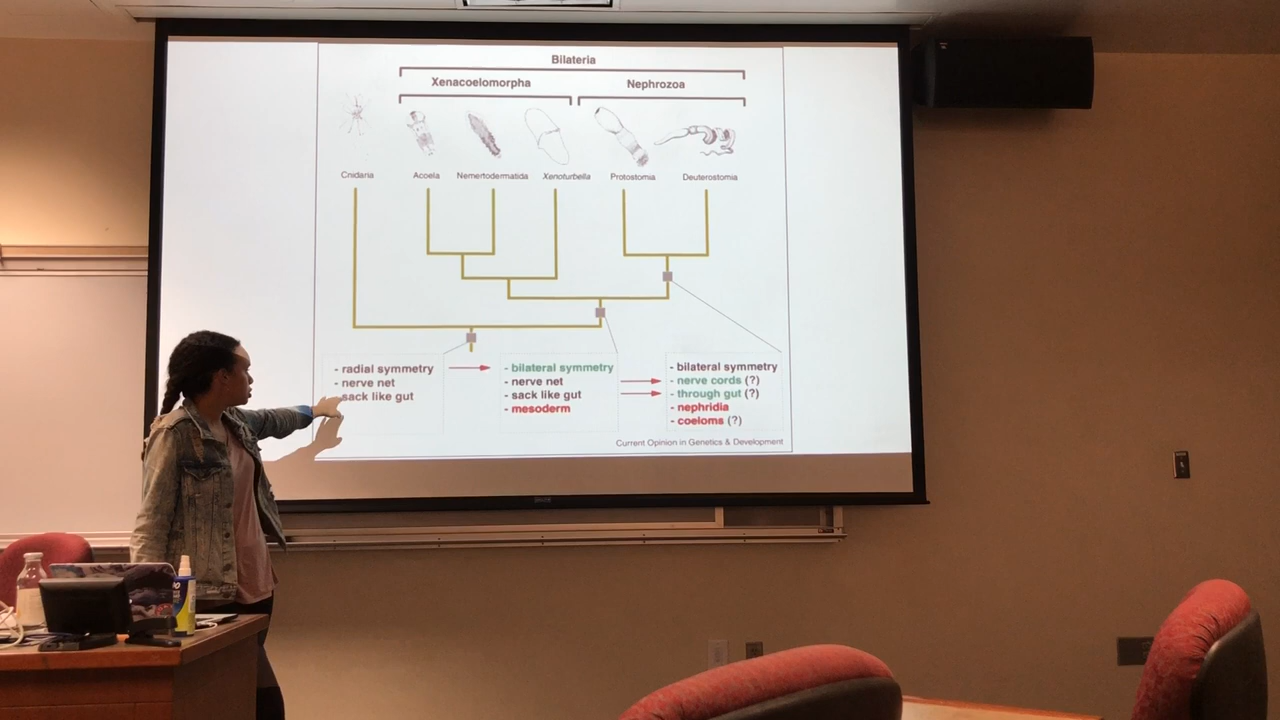 Bilateria
Xenacoelomorpha Nephrozoa
Cnidaria Acoela Nemertodermatida Xenoturbella Protostomia Deuterostomia
- radial symmetry
- nerve net
- sack like gut
- bilateral symmetry
- nerve net
- sack like gut
- mesoderm
- bilateral symmetry
- nerve cords (?)
- through gut (?)
- nephridia
- coeloms (?)
Current Opinion in Genetics & Development